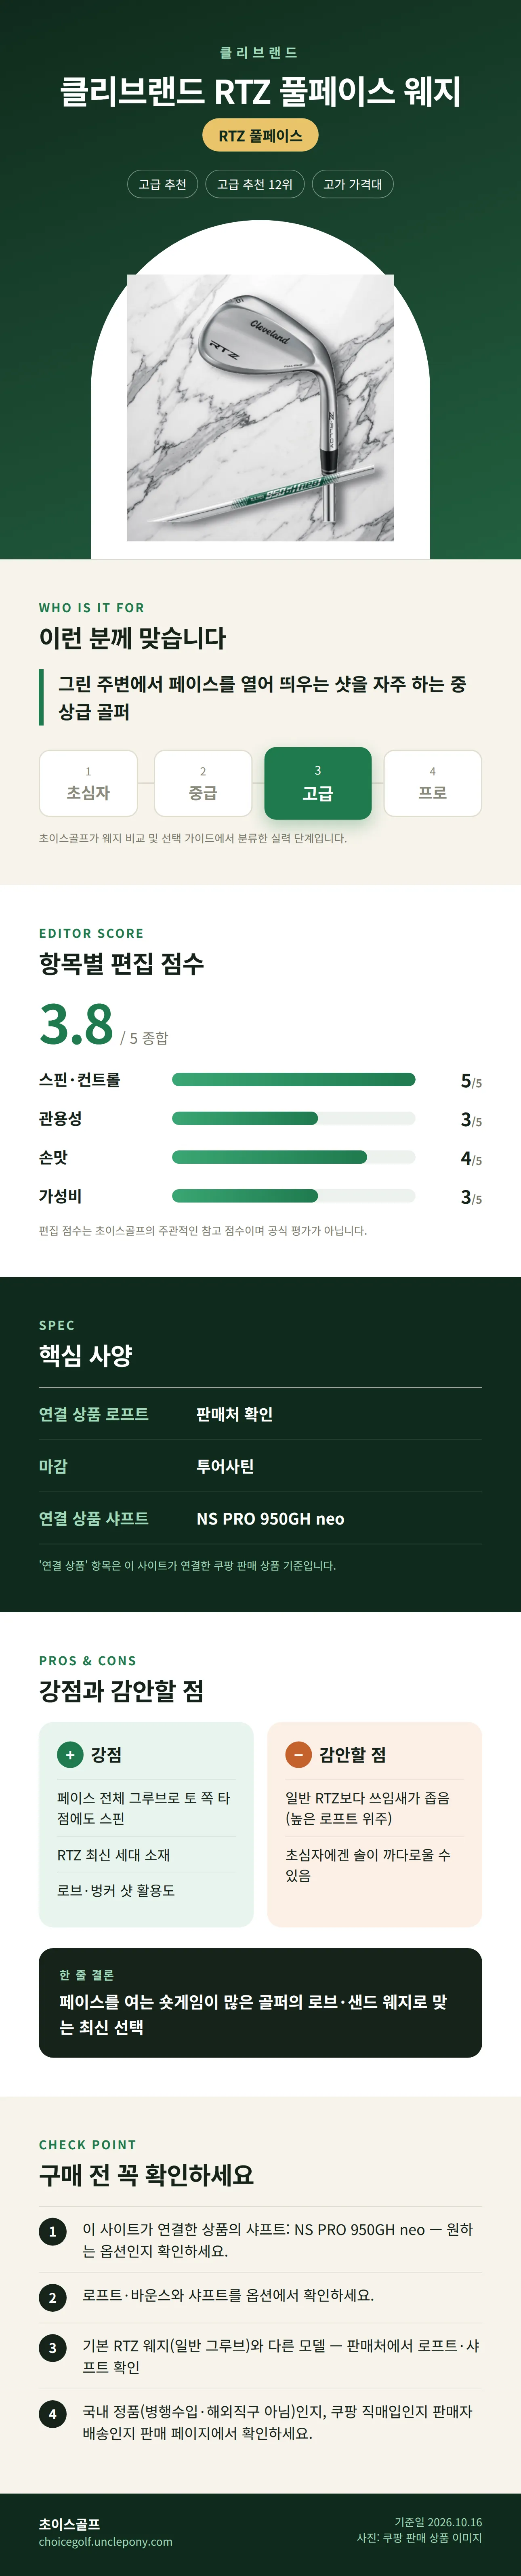 클리브랜드
클리브랜드 RTZ 풀페이스 웨지
RTZ 풀페이스
고급 추천
고급 추천 12위
고가 가격대
Cleveland
RTZ
WHO IS IT FOR
이런 분께 맞습니다
그린 주변에서 페이스를 열어 띄우는 샷을 자주 하는 중
상급 골퍼
1
초심자
2
중급
3
고급
4
프로
초이스골프가 웨지 비교 및 선택 가이드에서 분류한 실력 단계입니다.
EDITOR SCORE
항목별 편집 점수
3.8 / 5 종합
스핀·컨트롤 5/5
관용성 3/5
손맛 4/5
가성비 3/5
편집 점수는 초이스골프의 주관적인 참고 점수이며 공식 평가가 아닙니다.
SPEC
핵심 사양
연결 상품 로프트 판매처 확인
마감 투어사틴
연결 상품 샤프트 NS PRO 950GH neo
'연결 상품' 항목은 이 사이트가 연결한 쿠팡 판매 상품 기준입니다.
PROS & CONS
강점과 감안할 점
+ 강점
페이스 전체 그루브로 토 쪽 타
점에도 스핀
RTZ 최신 세대 소재
로브·벙커 샷 활용도
− 감안할 점
일반 RTZ보다 쓰임새가 좁음
(높은 로프트 위주)
초심자에겐 솔이 까다로울 수
있음
한 줄 결론
페이스를 여는 숏게임이 많은 골퍼의 로브·샌드 웨지로 맞
는 최신 선택
CHECK POINT
구매 전 꼭 확인하세요
1 이 사이트가 연결한 상품의 샤프트: NS PRO 950GH neo — 원하
는 옵션인지 확인하세요.
2 로프트·바운스와 샤프트를 옵션에서 확인하세요.
3 기본 RTZ 웨지(일반 그루브)와 다른 모델 — 판매처에서 로프트·샤
프트 확인
4 국내 정품(병행수입·해외직구 아님)인지, 쿠팡 직매입인지 판매자
배송인지 판매 페이지에서 확인하세요.
초이스골프
choicegolf.unclepony.com
기준일 2026.10.16
사진: 쿠팡 판매 상품 이미지